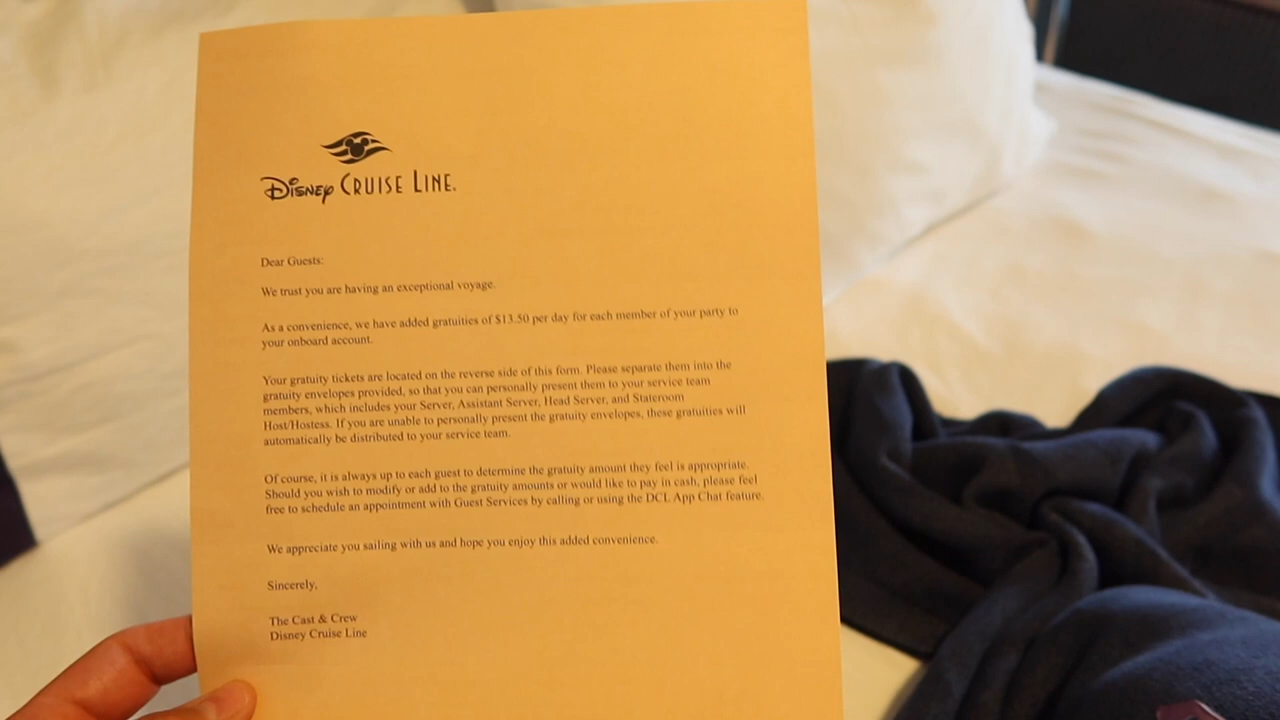 Disney Cruise Line.
Dear Guests:
We trust you are having an exceptional voyage.
As a convenience, we have added gratuities of $13.50 per day for each member of your party to
your onboard account.
Your gratuity tickets are located on the reverse side of this form. Please separate them into the
gratuity envelopes provided, so that you can personally present them to your service team
members, which includes your Server, Assistant Server, Head Server, and Stateroom
Host/Hostess. If you are unable to personally present the gratuity envelopes, these gratuities will
automatically be distributed to your service team.
Of course, it is always up to each guest to determine the gratuity amount they feel is appropriate.
Should you wish to modify or add to the gratuity amounts or would like to pay in cash, please feel
free to schedule an appointment with Guest Services by calling or using the DCL App Chat feature.
We appreciate you sailing with us and hope you enjoy this added convenience.
Sincerely,
The Cast & Crew
Disney Cruise Line